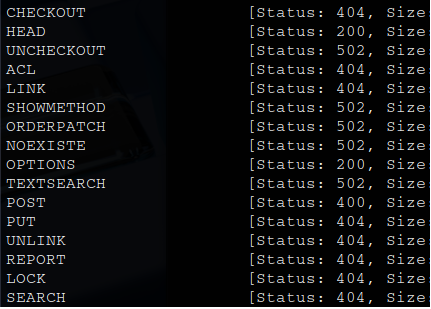 CHECKOUT [Status: 404, Size:
HEAD [Status: 200, Size:
UNCHECKOUT [Status: 502, Size:
ACL [Status: 404, Size:
LINK [Status: 404, Size:
SHOWMETHOD [Status: 502, Size:
ORDERPATCH [Status: 502, Size:
NOEXISTE [Status: 502, Size:
OPTIONS [Status: 200, Size:
TEXTSEARCH [Status: 502, Size:
POST [Status: 400, Size:
PUT [Status: 404, Size:
UNLINK [Status: 404, Size:
REPORT [Status: 404, Size:
LOCK [Status: 404, Size:
SEARCH [Status: 404, Size: